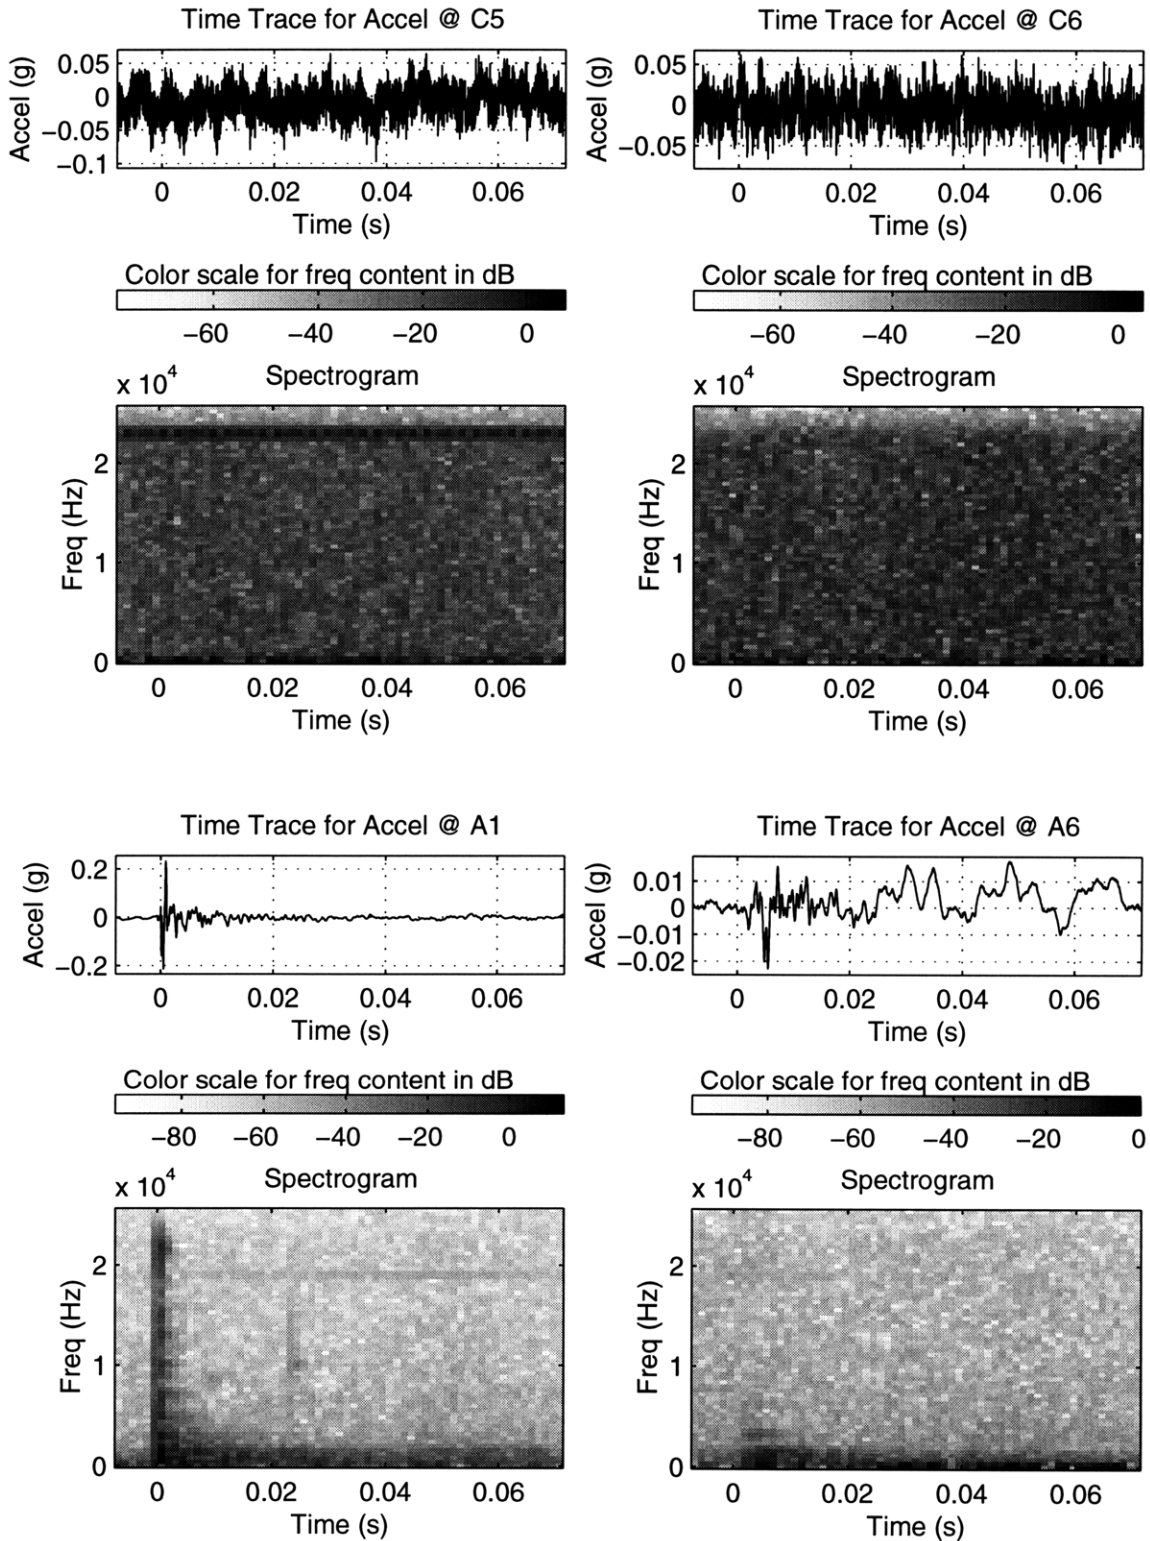 Time Trace for Accel @ C5
Accel (g)
0.05
0
−0.05
−0.1
0 0.02 0.04 0.06
Time (s)
Color scale for freq content in dB
−60 −40 −20 0
x 10^4 Spectrogram
Freq (Hz)
2
1
0
0 0.02 0.04 0.06
Time (s)
Time Trace for Accel @ C6
Accel (g)
0.05
0
−0.05
0 0.02 0.04 0.06
Time (s)
Color scale for freq content in dB
−60 −40 −20 0
x 10^4 Spectrogram
Freq (Hz)
2
1
0
0 0.02 0.04 0.06
Time (s)
Time Trace for Accel @ A1
Accel (g)
0.2
0
−0.2
0 0.02 0.04 0.06
Time (s)
Color scale for freq content in dB
−80 −60 −40 −20 0
x 10^4 Spectrogram
Freq (Hz)
2
1
0
0 0.02 0.04 0.06
Time (s)
Time Trace for Accel @ A6
Accel (g)
0.01
0
−0.01
−0.02
0 0.02 0.04 0.06
Time (s)
Color scale for freq content in dB
−80 −60 −40 −20 0
x 10^4 Spectrogram
Freq (Hz)
2
1
0
0 0.02 0.04 0.06
Time (s)